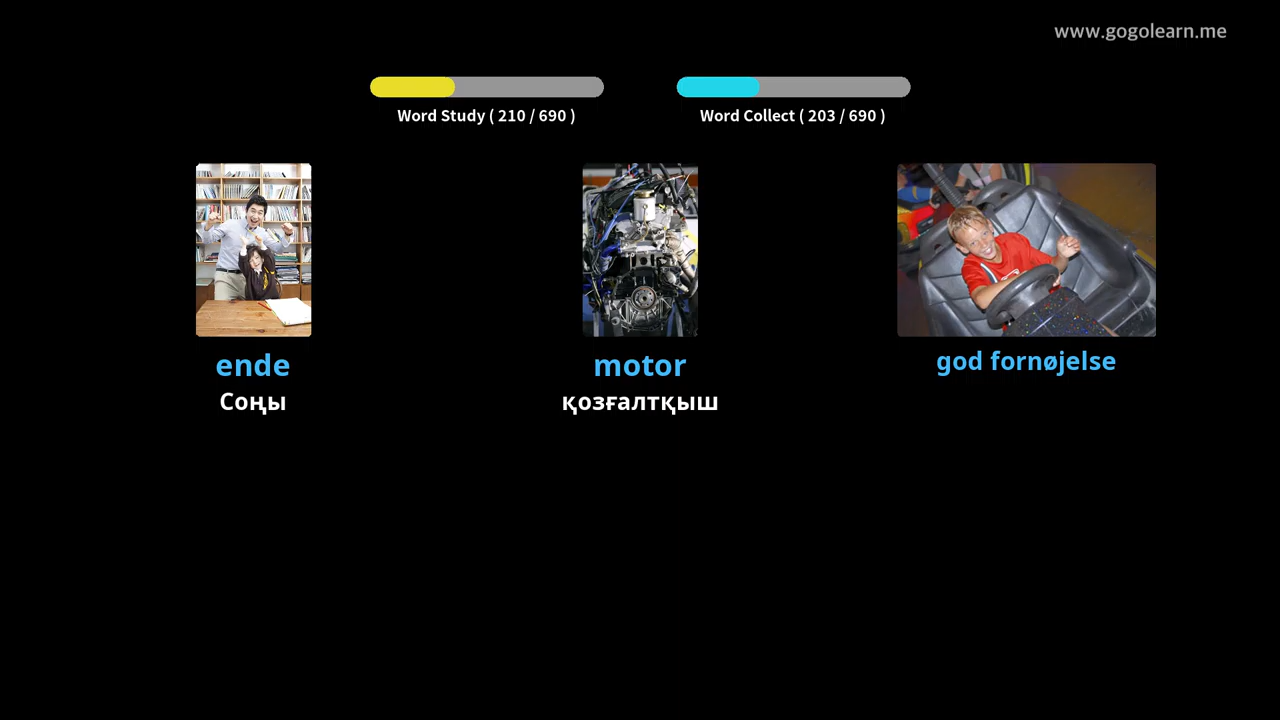 www.gogolearn.me
Word Study ( 210 / 690 )
Word Collect ( 203 / 690 )
ende
Соңы
motor
қозғалтқыш
god fornøjelse